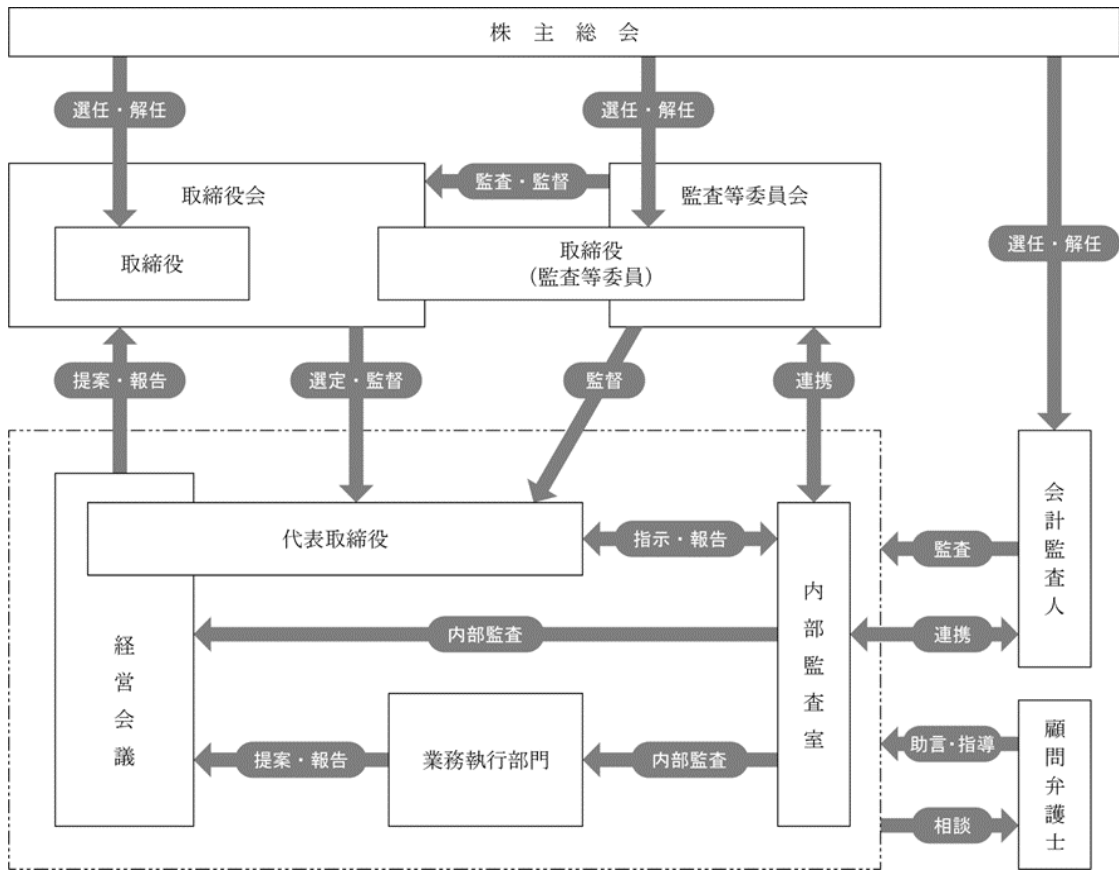 株主総会
選任・解任
選任・解任
選任・解任
取締役会
監査・監督
監査等委員会
取締役
取締役
（監査等委員）
提案・報告
選定・監督
監督
連携
代表取締役
指示・報告
監査
会計監査人
経営会議
内部監査
内部監査室
連携
提案・報告
業務執行部門
内部監査
助言・指導
顧問弁護士
相談